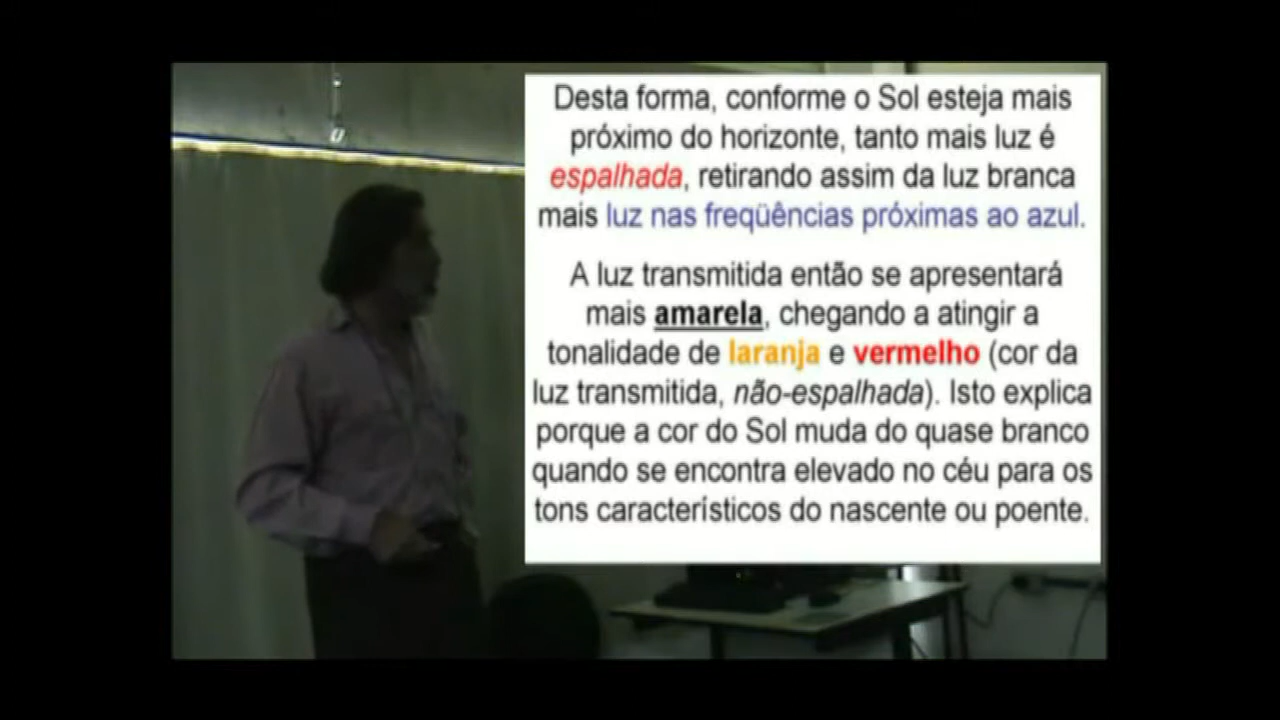 Desta forma, conforme o Sol esteja mais
próximo do horizonte, tanto mais luz é
espalhada, retirando assim da luz branca
mais luz nas freqüências próximas ao azul.
A luz transmitida então se apresentará
mais amarela, chegando a atingir a
tonalidade de laranja e vermelho (cor da
luz transmitida, não-espalhada). Isto explica
porque a cor do Sol muda do quase branco
quando se encontra elevado no céu para os
tons característicos do nascente ou poente.